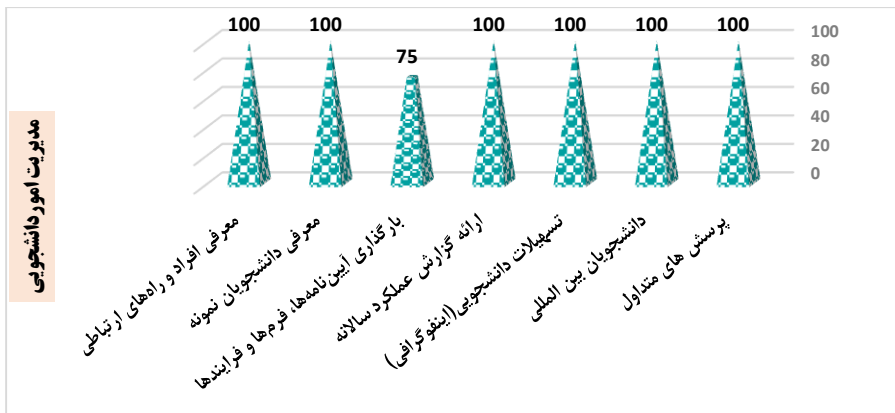 100 100 75 100 100 100 100
100
80
60
40
20
0
مدیریت امور دانشجویی
پرسش های متداول
دانشجویان بین المللی
تسهیلات دانشجویی(اینفوگرافی)
ارائه گزارش عملکرد سالانه
بارگذاری آیین‌نامه‌ها، فرم‌ها و فرایندها
معرفی دانشجویان نمونه
معرفی افراد و راه‌های ارتباطی